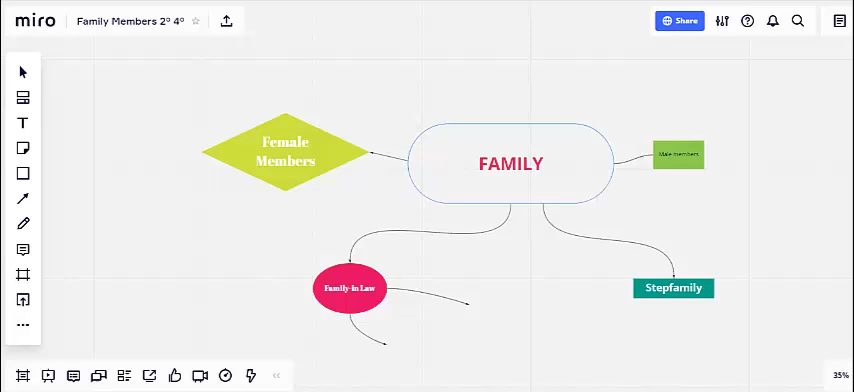 miro
Family Members 2º 4º
Share
Female
Members
FAMILY
Male members
Family-in Law
Stepfamily
35%